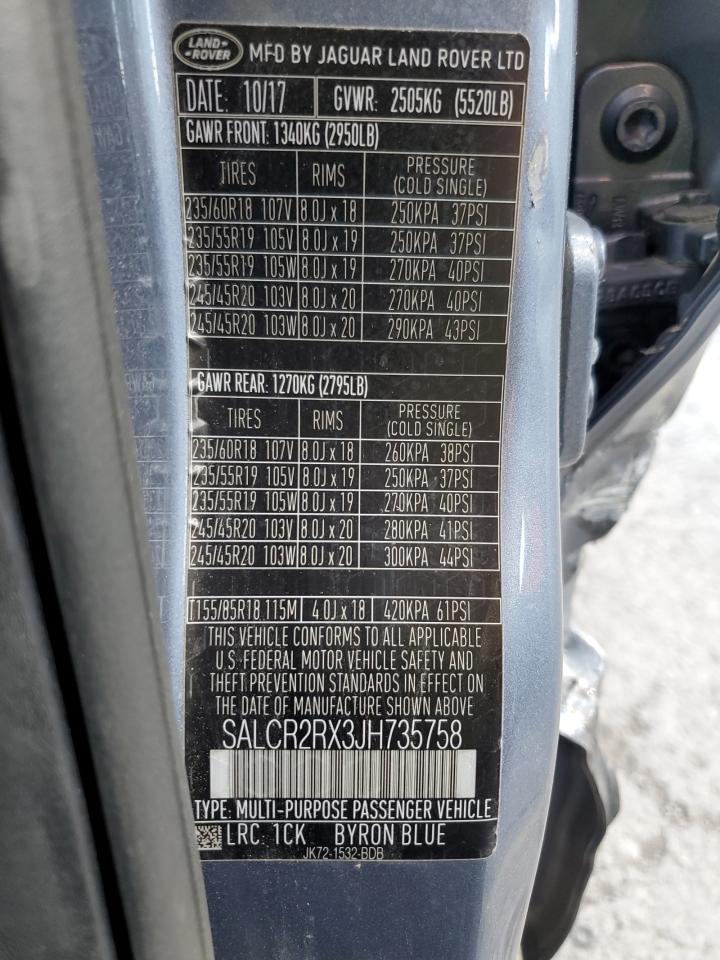 LAND ROVER
MFD BY JAGUAR LAND ROVER LTD
DATE: 10/17 GVWR: 2505KG (5520LB)
GAWR FRONT: 1340KG (2950LB)
TIRES RIMS PRESSURE (COLD SINGLE)
235/60R18 107V 8.0J x 18 250KPA 37PSI
235/55R19 105V 8.0J x 19 250KPA 37PSI
235/55R19 105W 8.0J x 19 270KPA 40PSI
245/45R20 103V 8.0J x 20 270KPA 40PSI
245/45R20 103W 8.0J x 20 290KPA 43PSI
GAWR REAR: 1270KG (2795LB)
TIRES RIMS PRESSURE (COLD SINGLE)
235/60R18 107V 8.0J x 18 260KPA 38PSI
235/55R19 105V 8.0J x 19 250KPA 37PSI
235/55R19 105W 8.0J x 19 270KPA 40PSI
245/45R20 103V 8.0J x 20 280KPA 41PSI
245/45R20 103W 8.0J x 20 300KPA 44PSI
T155/85R18 115M 4.0J x 18 420KPA 61PSI
THIS VEHICLE CONFORMS TO ALL APPLICABLE
U.S. FEDERAL MOTOR VEHICLE SAFETY AND
THEFT PREVENTION STANDARDS IN EFFECT ON
THE DATE OF MANUFACTURE SHOWN ABOVE
SALCR2RX3JH735758
TYPE: MULTI-PURPOSE PASSENGER VEHICLE
LRC: 1CK BYRON BLUE
JK72-1532-BDB